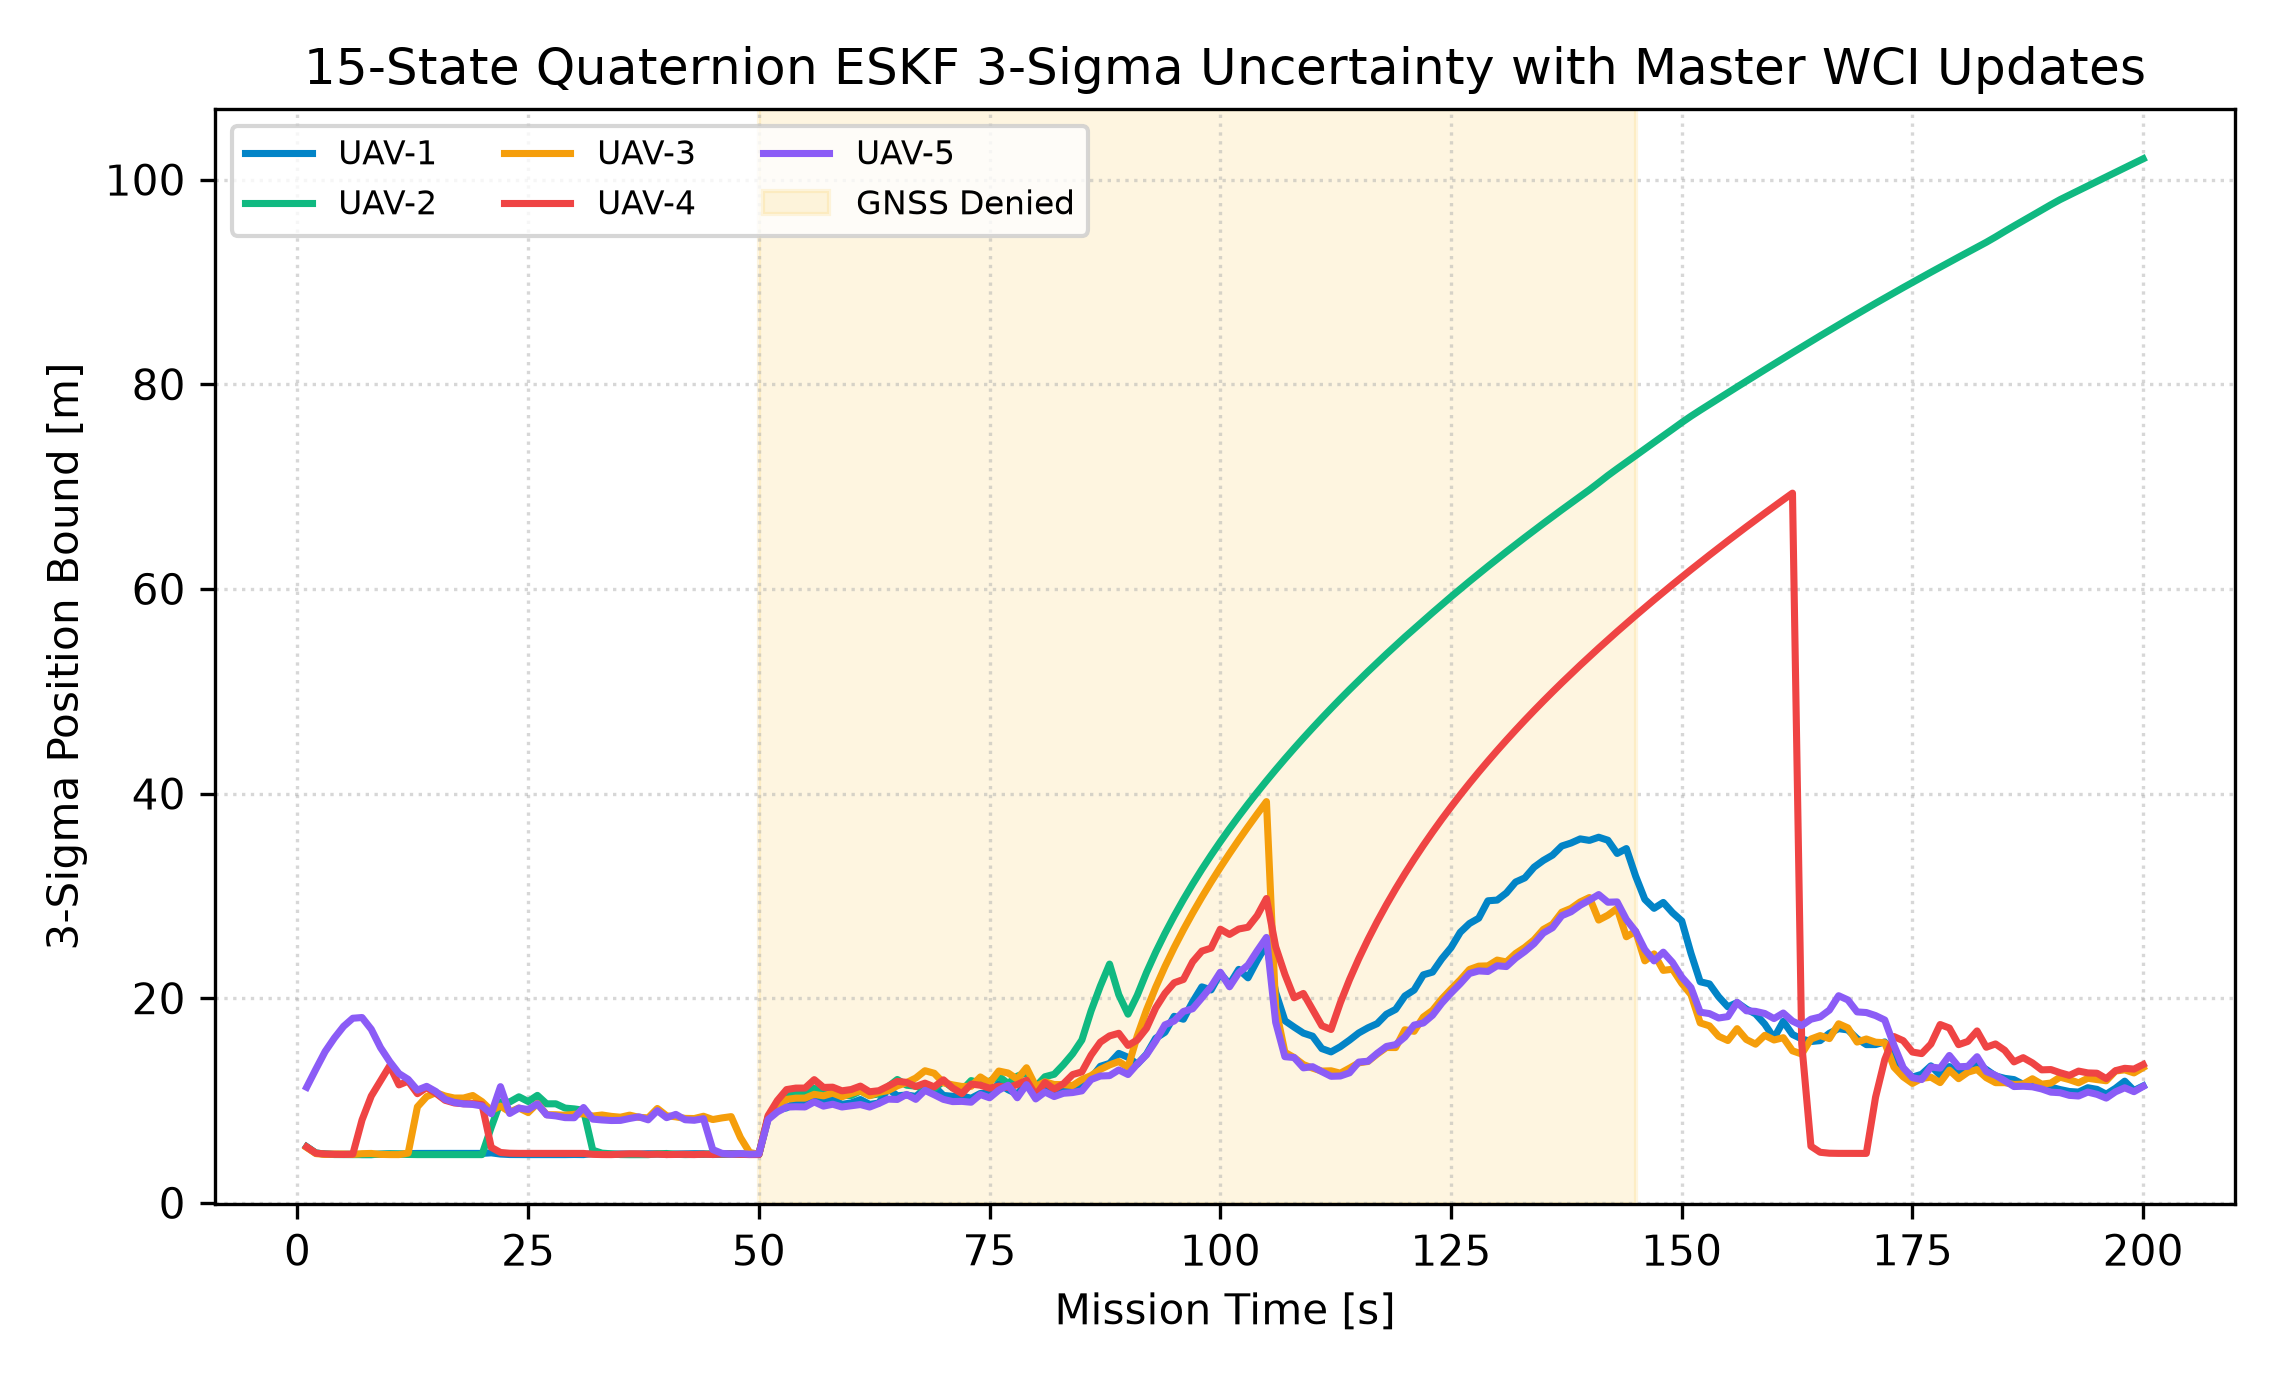 15-State Quaternion ESKF 3-Sigma Uncertainty with Master WCI Updates
UAV-1
UAV-2
UAV-3
UAV-4
UAV-5
GNSS Denied
3-Sigma Position Bound [m]
100
80
60
40
20
0
0
25
50
75
100
125
150
175
200
Mission Time [s]